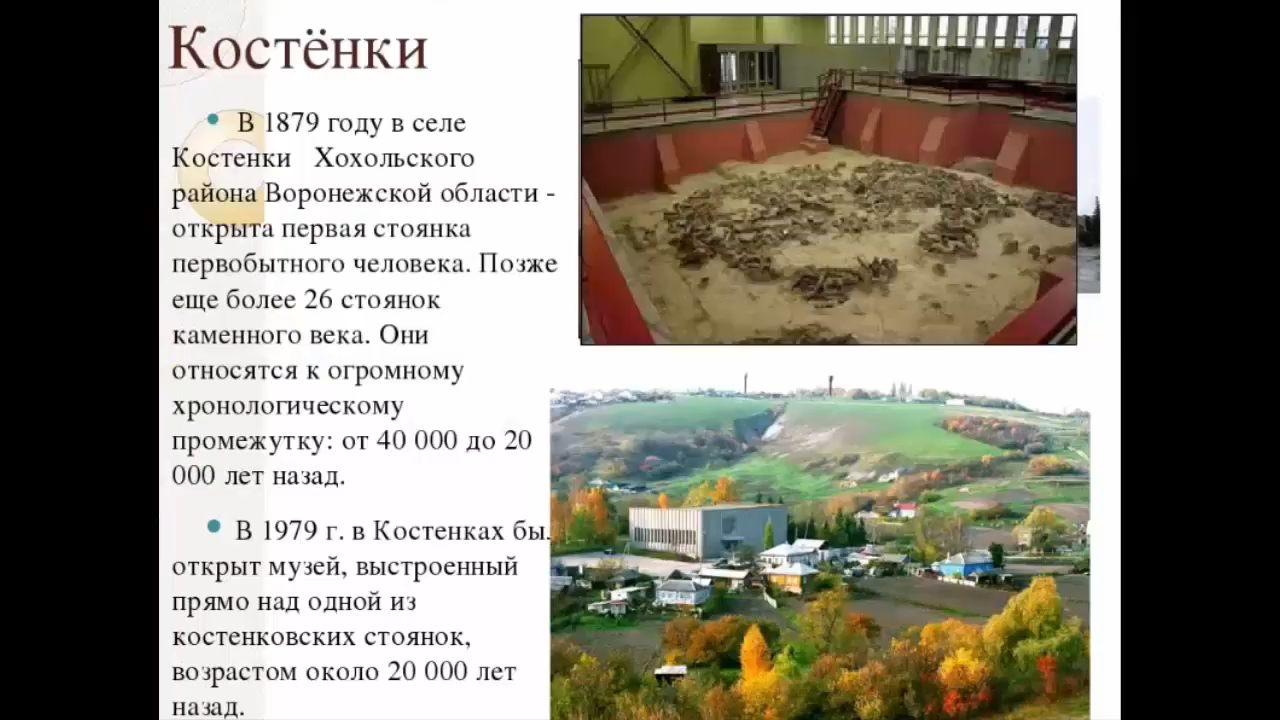 Костёнки
В 1879 году в селе
Костенки Хохольского
района Воронежской области -
открыта первая стоянка
первобытного человека. Позже
еще более 26 стоянок
каменного века. Они
относятся к огромному
хронологическому
промежутку: от 40 000 до 20
000 лет назад.
В 1979 г. в Костенках бы
открыт музей, выстроенный
прямо над одной из
костенковских стоянок,
возрастом около 20 000 лет
назад.